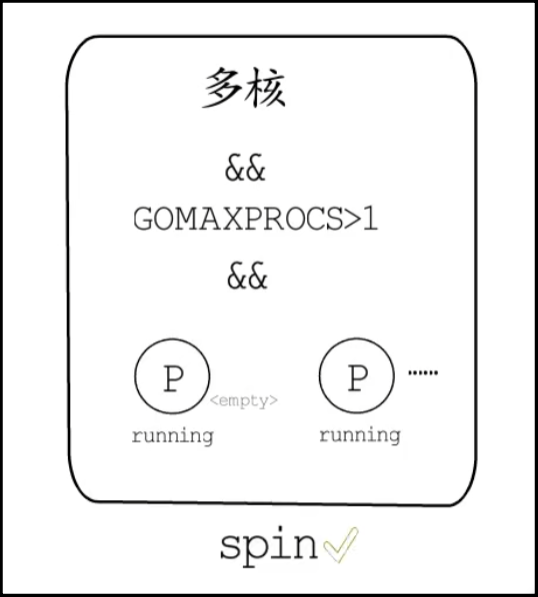 多核
&&
GOMAXPROCS>1
&&
P P ......
<empty>
running running
spin✓